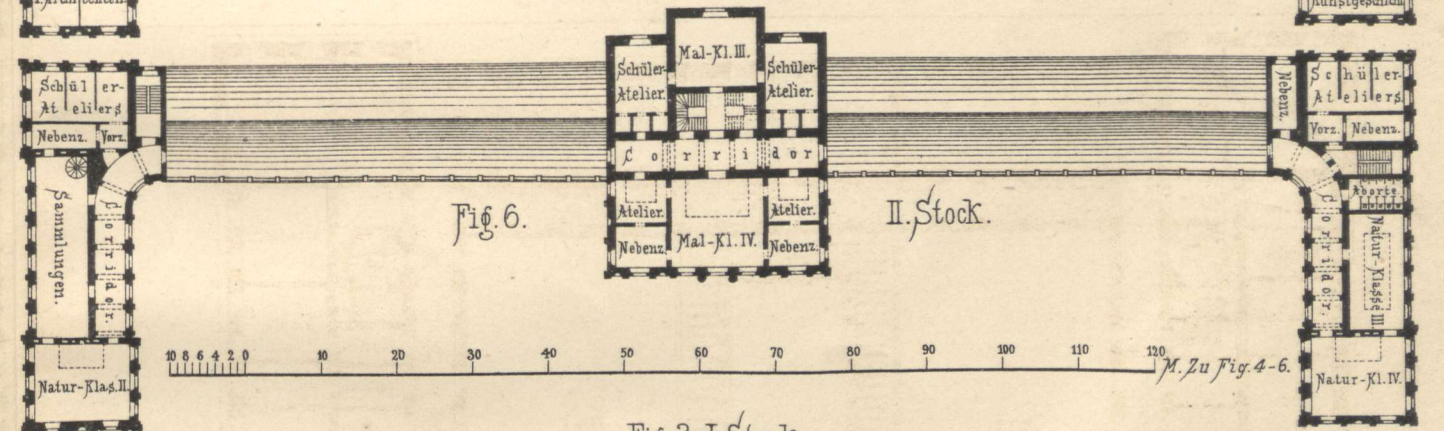 Schüler-
Ateliers
Nebenz.
Vorz.
Sammlungen.
Corridor.
Natur-Klas.II.
Schüler-
Atelier.
Mal-Kl.III.
Schüler-
Atelier.
Corridor
Atelier.
Atelier.
Nebenz.
Mal-Kl.IV.
Nebenz.
Fig.6.
II.Stock.
Nebenz.
Schüler-
Ateliers.
Vorz.
Nebenz.
Aborte.
Corridor.
Natur-Klasse III.
Natur-Kl.IV.
10 8 6 4 2 0 10 20 30 40 50 60 70 80 90 100 110 120
M. Zu Fig.4-6.